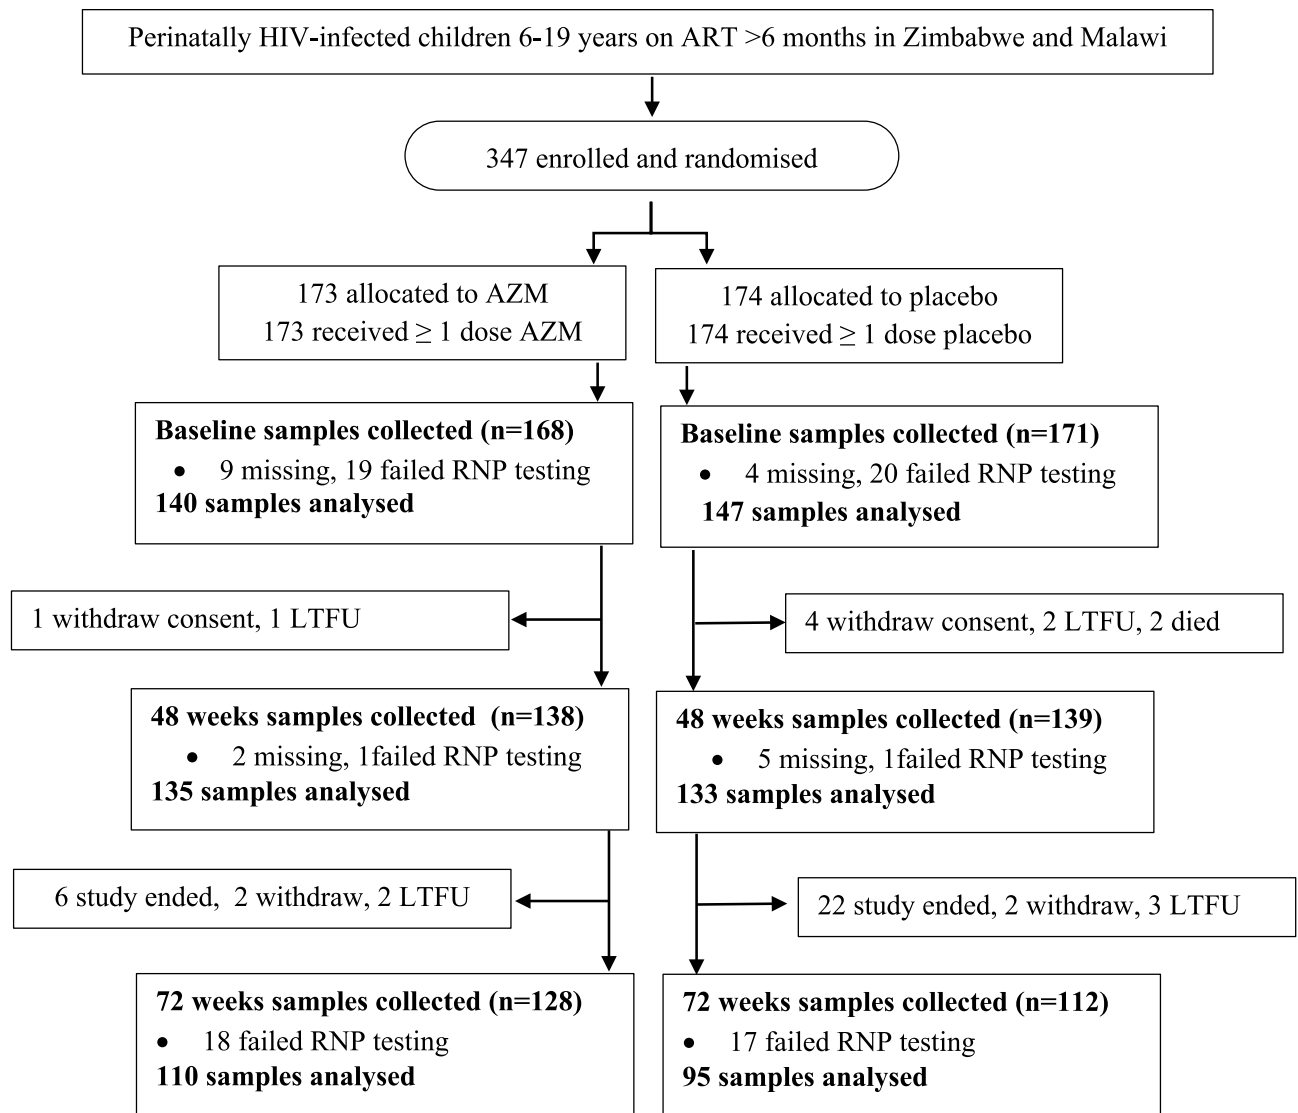 Perinatally HIV-infected children 6-19 years on ART >6 months in Zimbabwe and Malawi
347 enrolled and randomised
173 allocated to AZM
173 received ≥ 1 dose AZM
174 allocated to placebo
174 received ≥ 1 dose placebo
Baseline samples collected (n=168)
• 9 missing, 19 failed RNP testing
140 samples analysed
Baseline samples collected (n=171)
• 4 missing, 20 failed RNP testing
147 samples analysed
1 withdraw consent, 1 LTFU
4 withdraw consent, 2 LTFU, 2 died
48 weeks samples collected (n=138)
• 2 missing, 1failed RNP testing
135 samples analysed
48 weeks samples collected (n=139)
• 5 missing, 1failed RNP testing
133 samples analysed
6 study ended, 2 withdraw, 2 LTFU
22 study ended, 2 withdraw, 3 LTFU
72 weeks samples collected (n=128)
• 18 failed RNP testing
110 samples analysed
72 weeks samples collected (n=112)
• 17 failed RNP testing
95 samples analysed